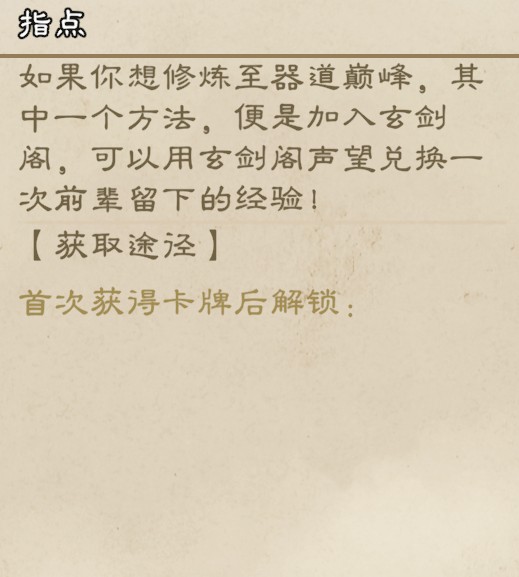 指点
如果你想修炼至器道巅峰，其
中一个方法，便是加入玄剑
阁，可以用玄剑阁声望兑换一
次前辈留下的经验！
【获取途径】
首次获得卡牌后解锁：